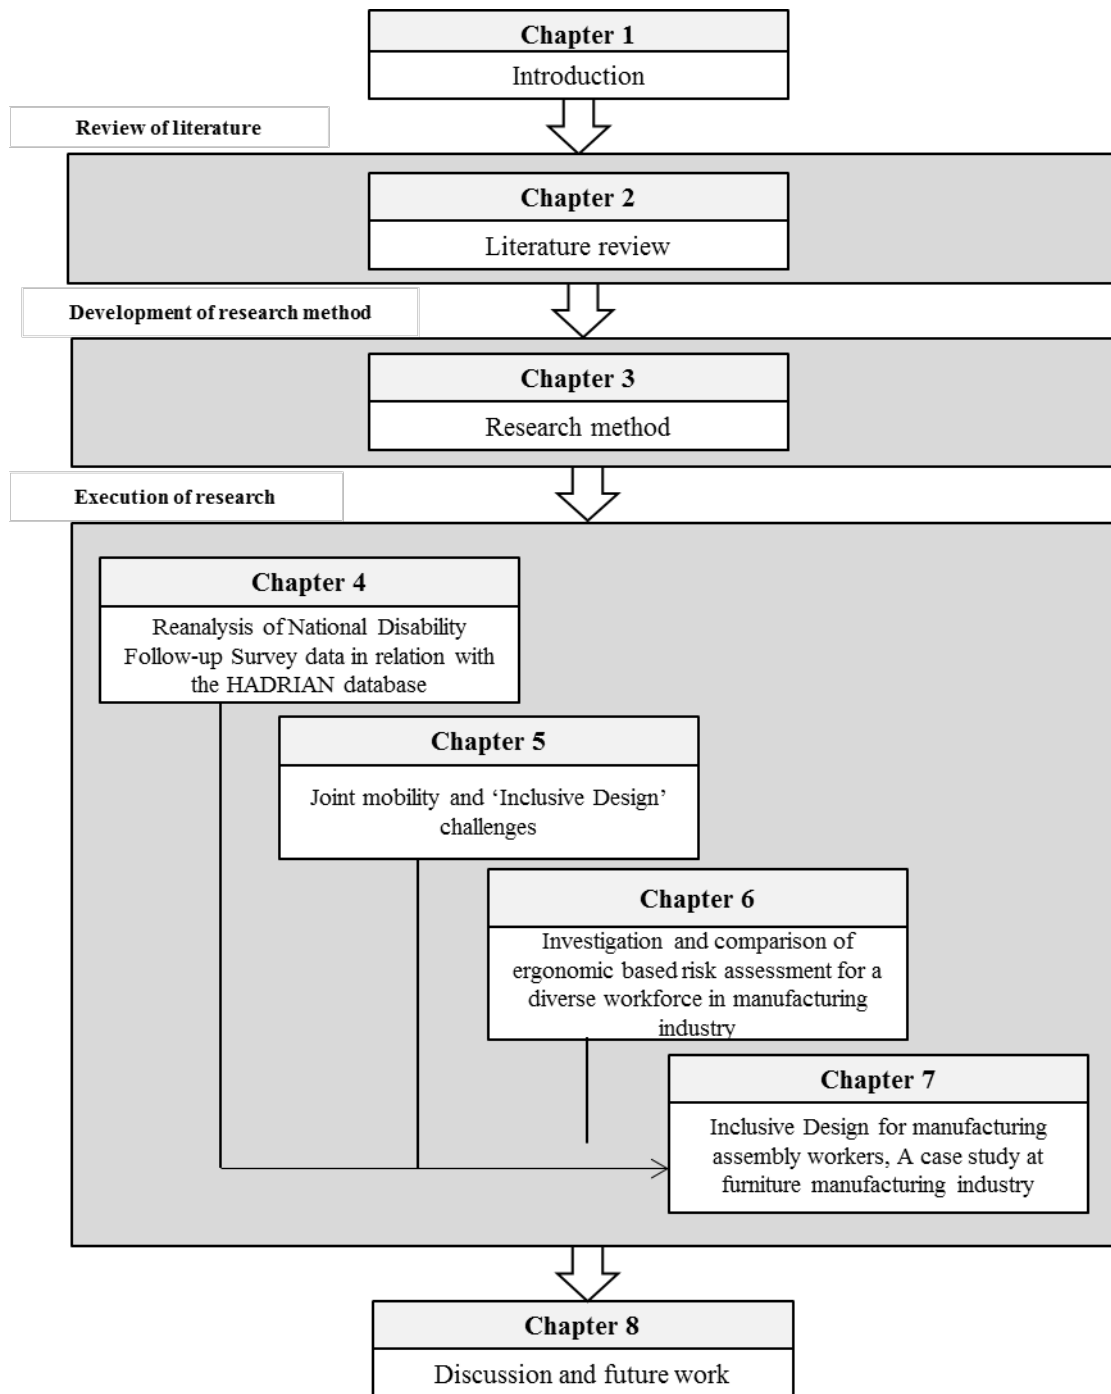 Chapter 1
Introduction
Review of literature
Chapter 2
Literature review
Development of research method
Chapter 3
Research method
Execution of research
Chapter 4
Reanalysis of National Disability
Follow-up Survey data in relation with
the HADRIAN database
Chapter 5
Joint mobility and ‘Inclusive Design’
challenges
Chapter 6
Investigation and comparison of
ergonomic based risk assessment for a
diverse workforce in manufacturing
industry
Chapter 7
Inclusive Design for manufacturing
assembly workers, A case study at
furniture manufacturing industry
Chapter 8
Discussion and future work